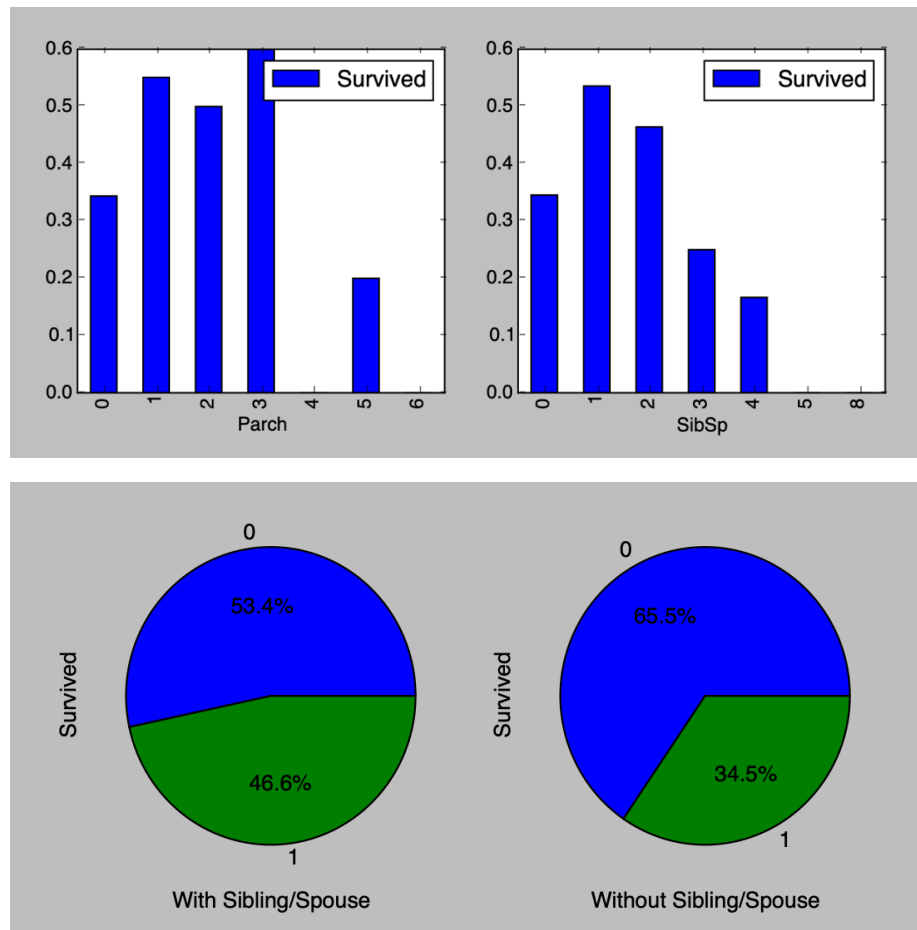 0.6
0.5
0.4
0.3
0.2
0.1
0.0
Survived
0 1 2 3 4 5 6
Parch
0.6
0.5
0.4
0.3
0.2
0.1
0.0
Survived
0 1 2 3 4 5 8
SibSp
0
53.4%
Survived
46.6%
1
With Sibling/Spouse
0
65.5%
Survived
34.5%
1
Without Sibling/Spouse